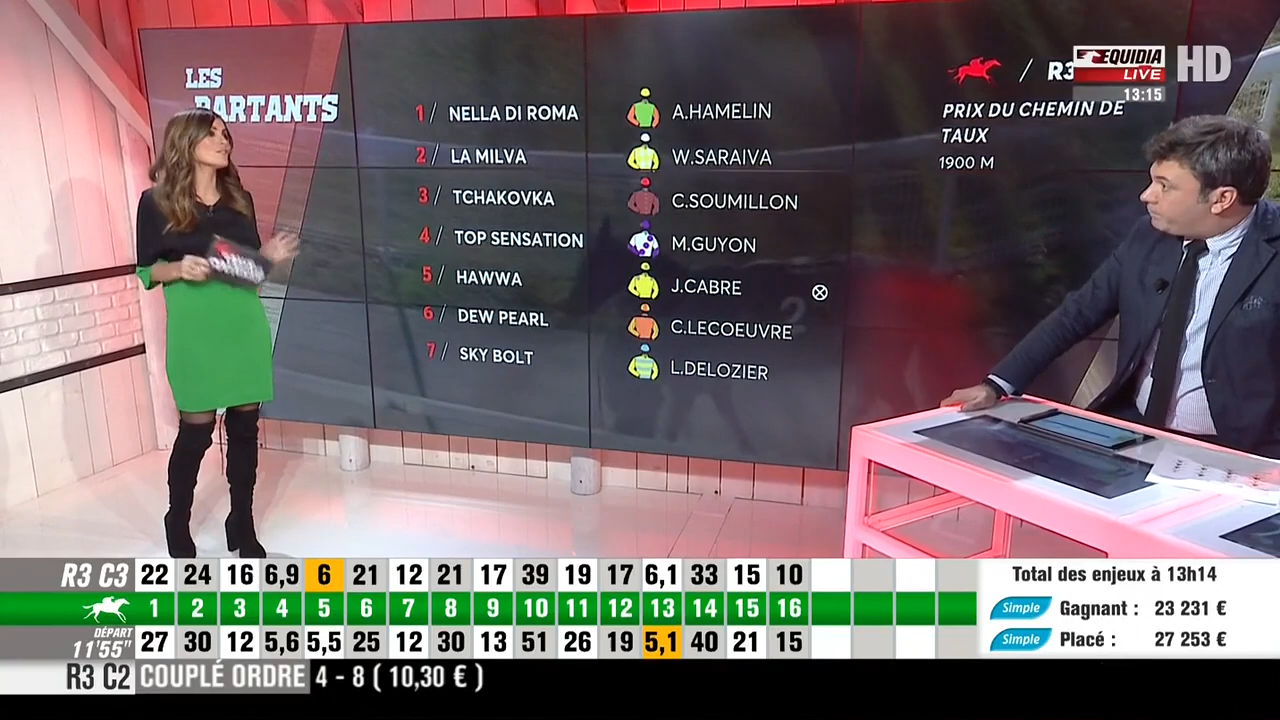 LES
PARTANTS
1 / NELLA DI ROMA A.HAMELIN
2 / LA MILVA W.SARAIVA
3 / TCHAKOVKA C.SOUMILLON
4 / TOP SENSATION M.GUYON
5 / HAWWA J.CABRE
6 / DEW PEARL C.LECOEUVRE
7 / SKY BOLT L.DELOZIER
/ R3
EQUIDIA
LIVE
HD
13:15
PRIX DU CHEMIN DE
TAUX
1900 M
R3 C3 22 24 16 6,9 6 21 12 21 17 39 19 17 6,1 33 15 10
1 2 3 4 5 6 7 8 9 10 11 12 13 14 15 16
DÉPART
11'55" 27 30 12 5,6 5,5 25 12 30 13 51 26 19 5,1 40 21 15
Total des enjeux à 13h14
Simple Gagnant : 23 231 €
Simple Placé : 27 253 €
R3 C2 COUPLÉ ORDRE 4 - 8 ( 10,30 € )